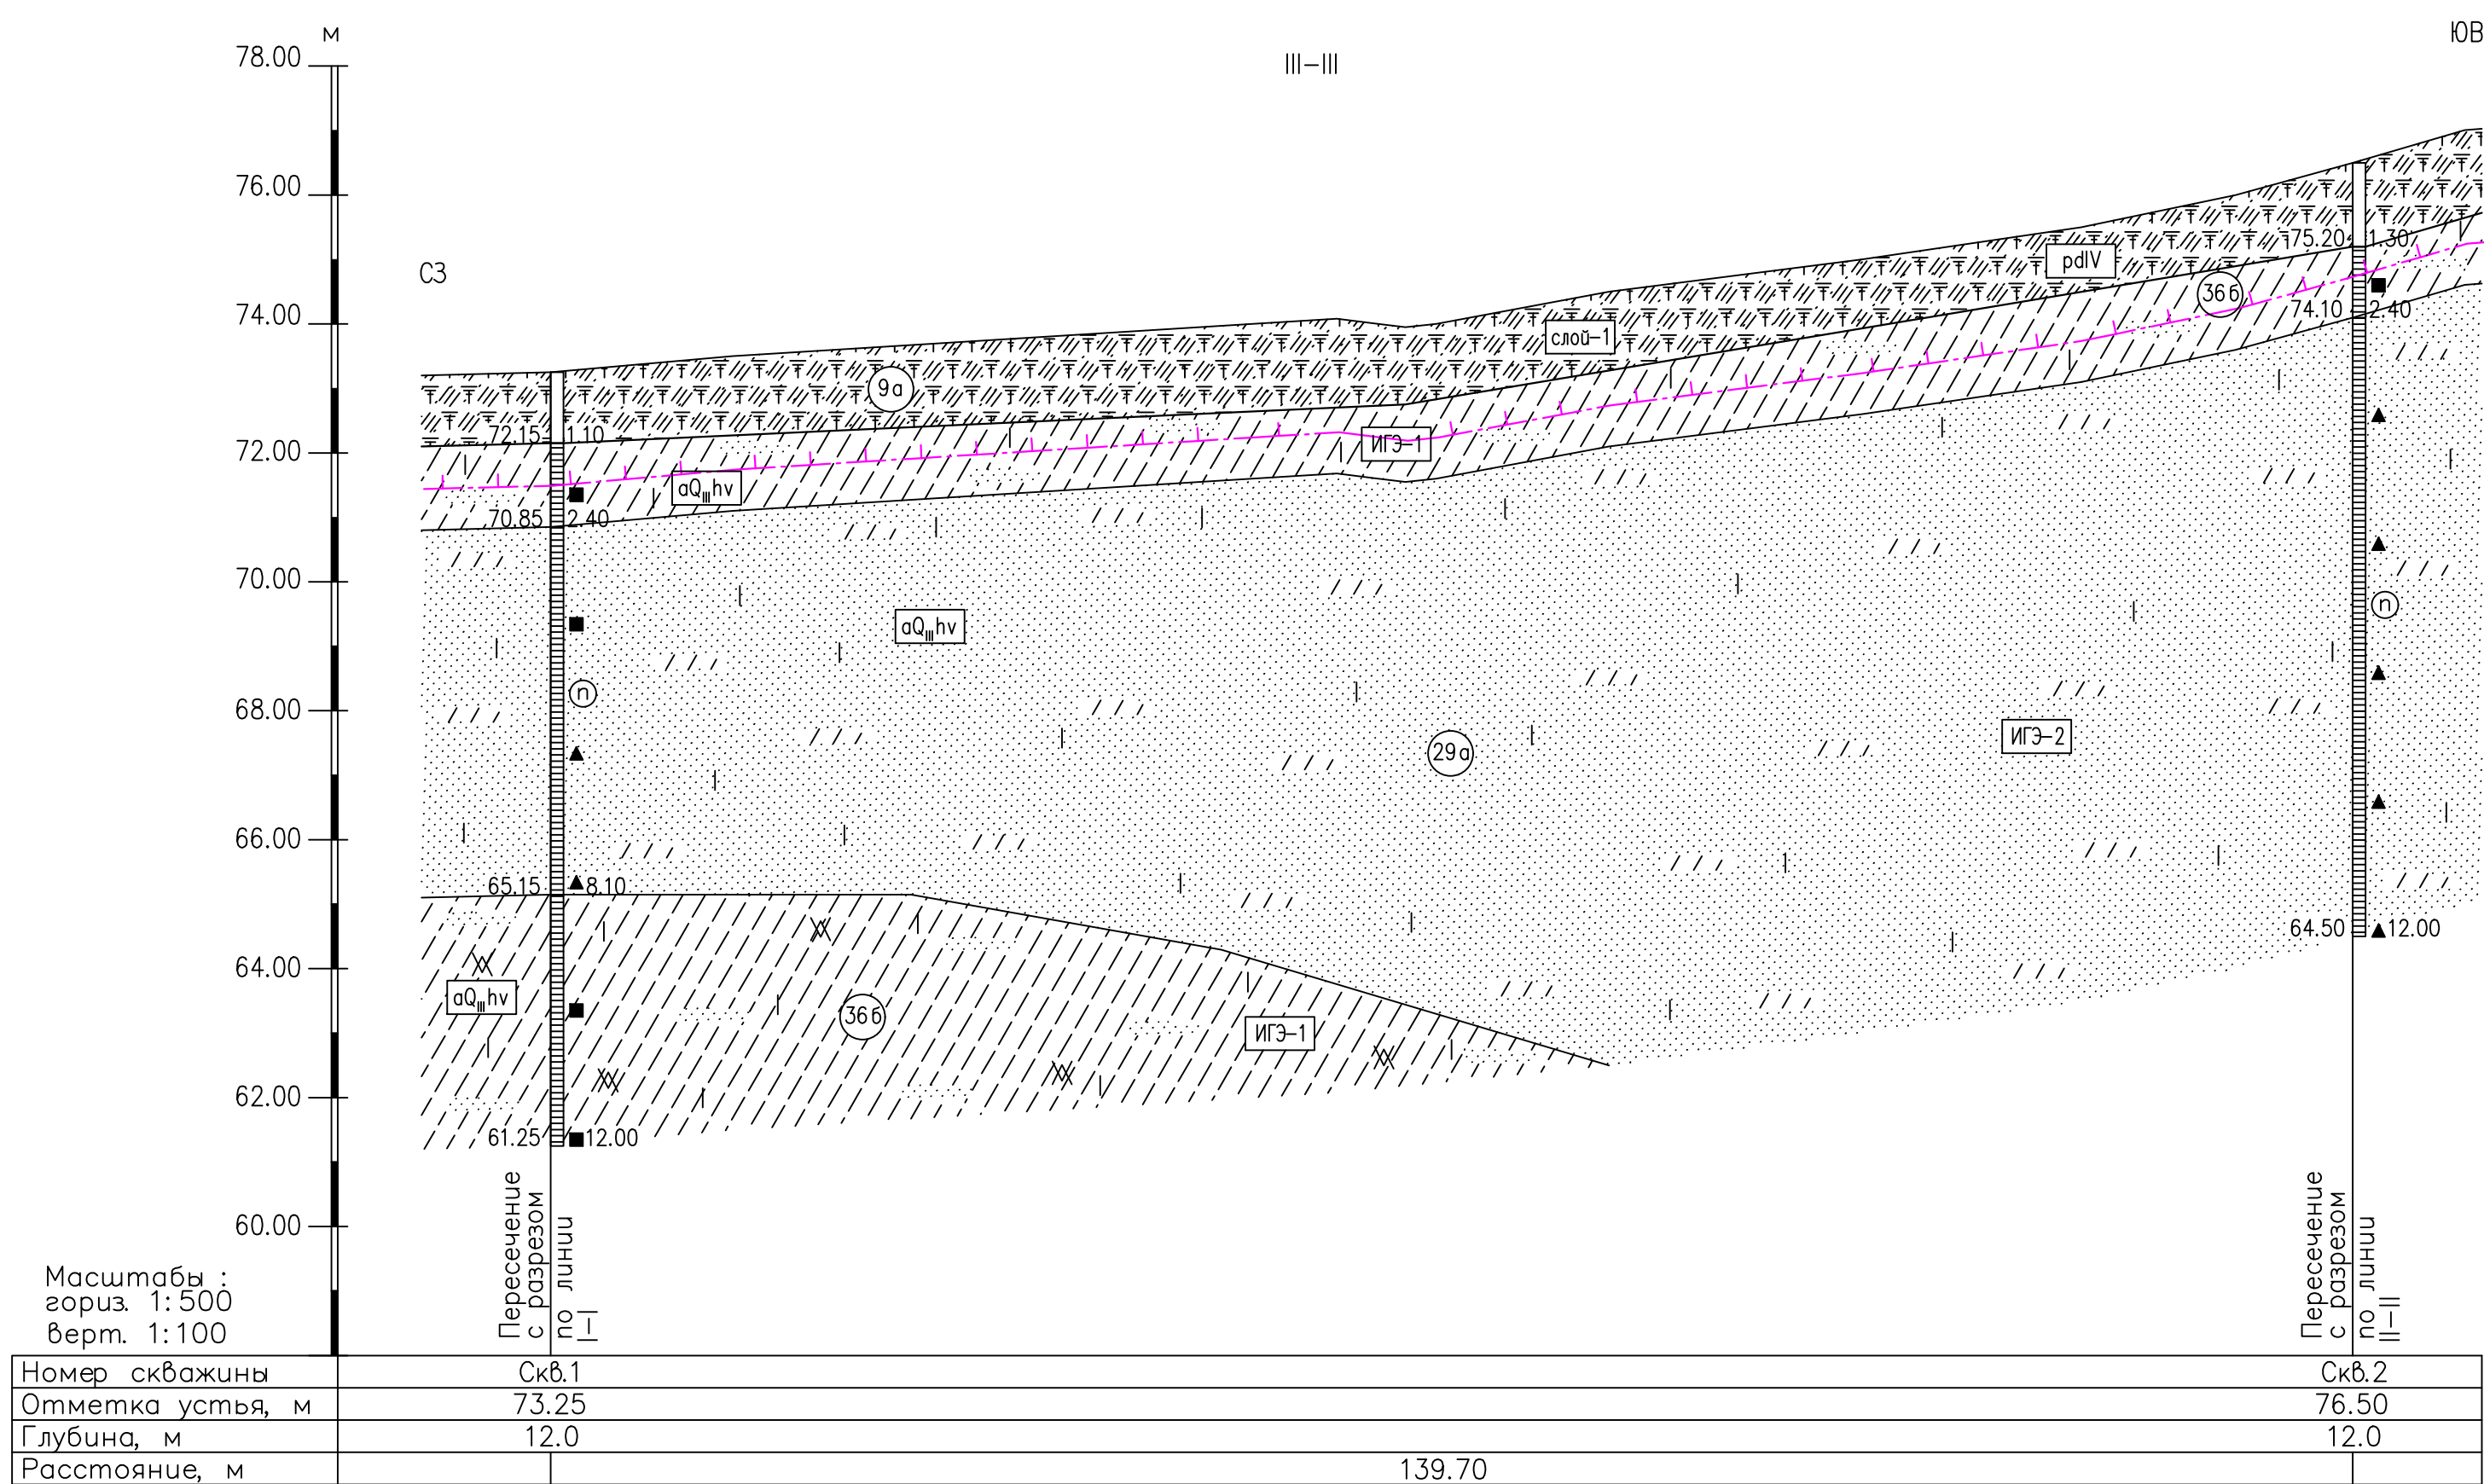 м
ЮВ
III–III
78.00
76.00
СЗ
74.00
72.00
70.00
68.00
66.00
64.00
62.00
60.00
75.20 1.30
pdIV
36б
74.10 2.40
слой-1
9а
72.15 1.10
ИГЭ-1
aQIIIhv
70.85 2.40
aQIIIhv
n
n
29а
ИГЭ-2
65.15 8.10
64.50 12.00
aQIIIhv
36б
ИГЭ-1
61.25 12.00
Пересечение
с разрезом
по линии
I–I
Пересечение
с разрезом
по линии
II–II
Масштабы :
гориз. 1:500
верт. 1:100
Номер скважины Скв.1 Скв.2
Отметка устья, м 73.25 76.50
Глубина, м 12.0 12.0
Расстояние, м 139.70